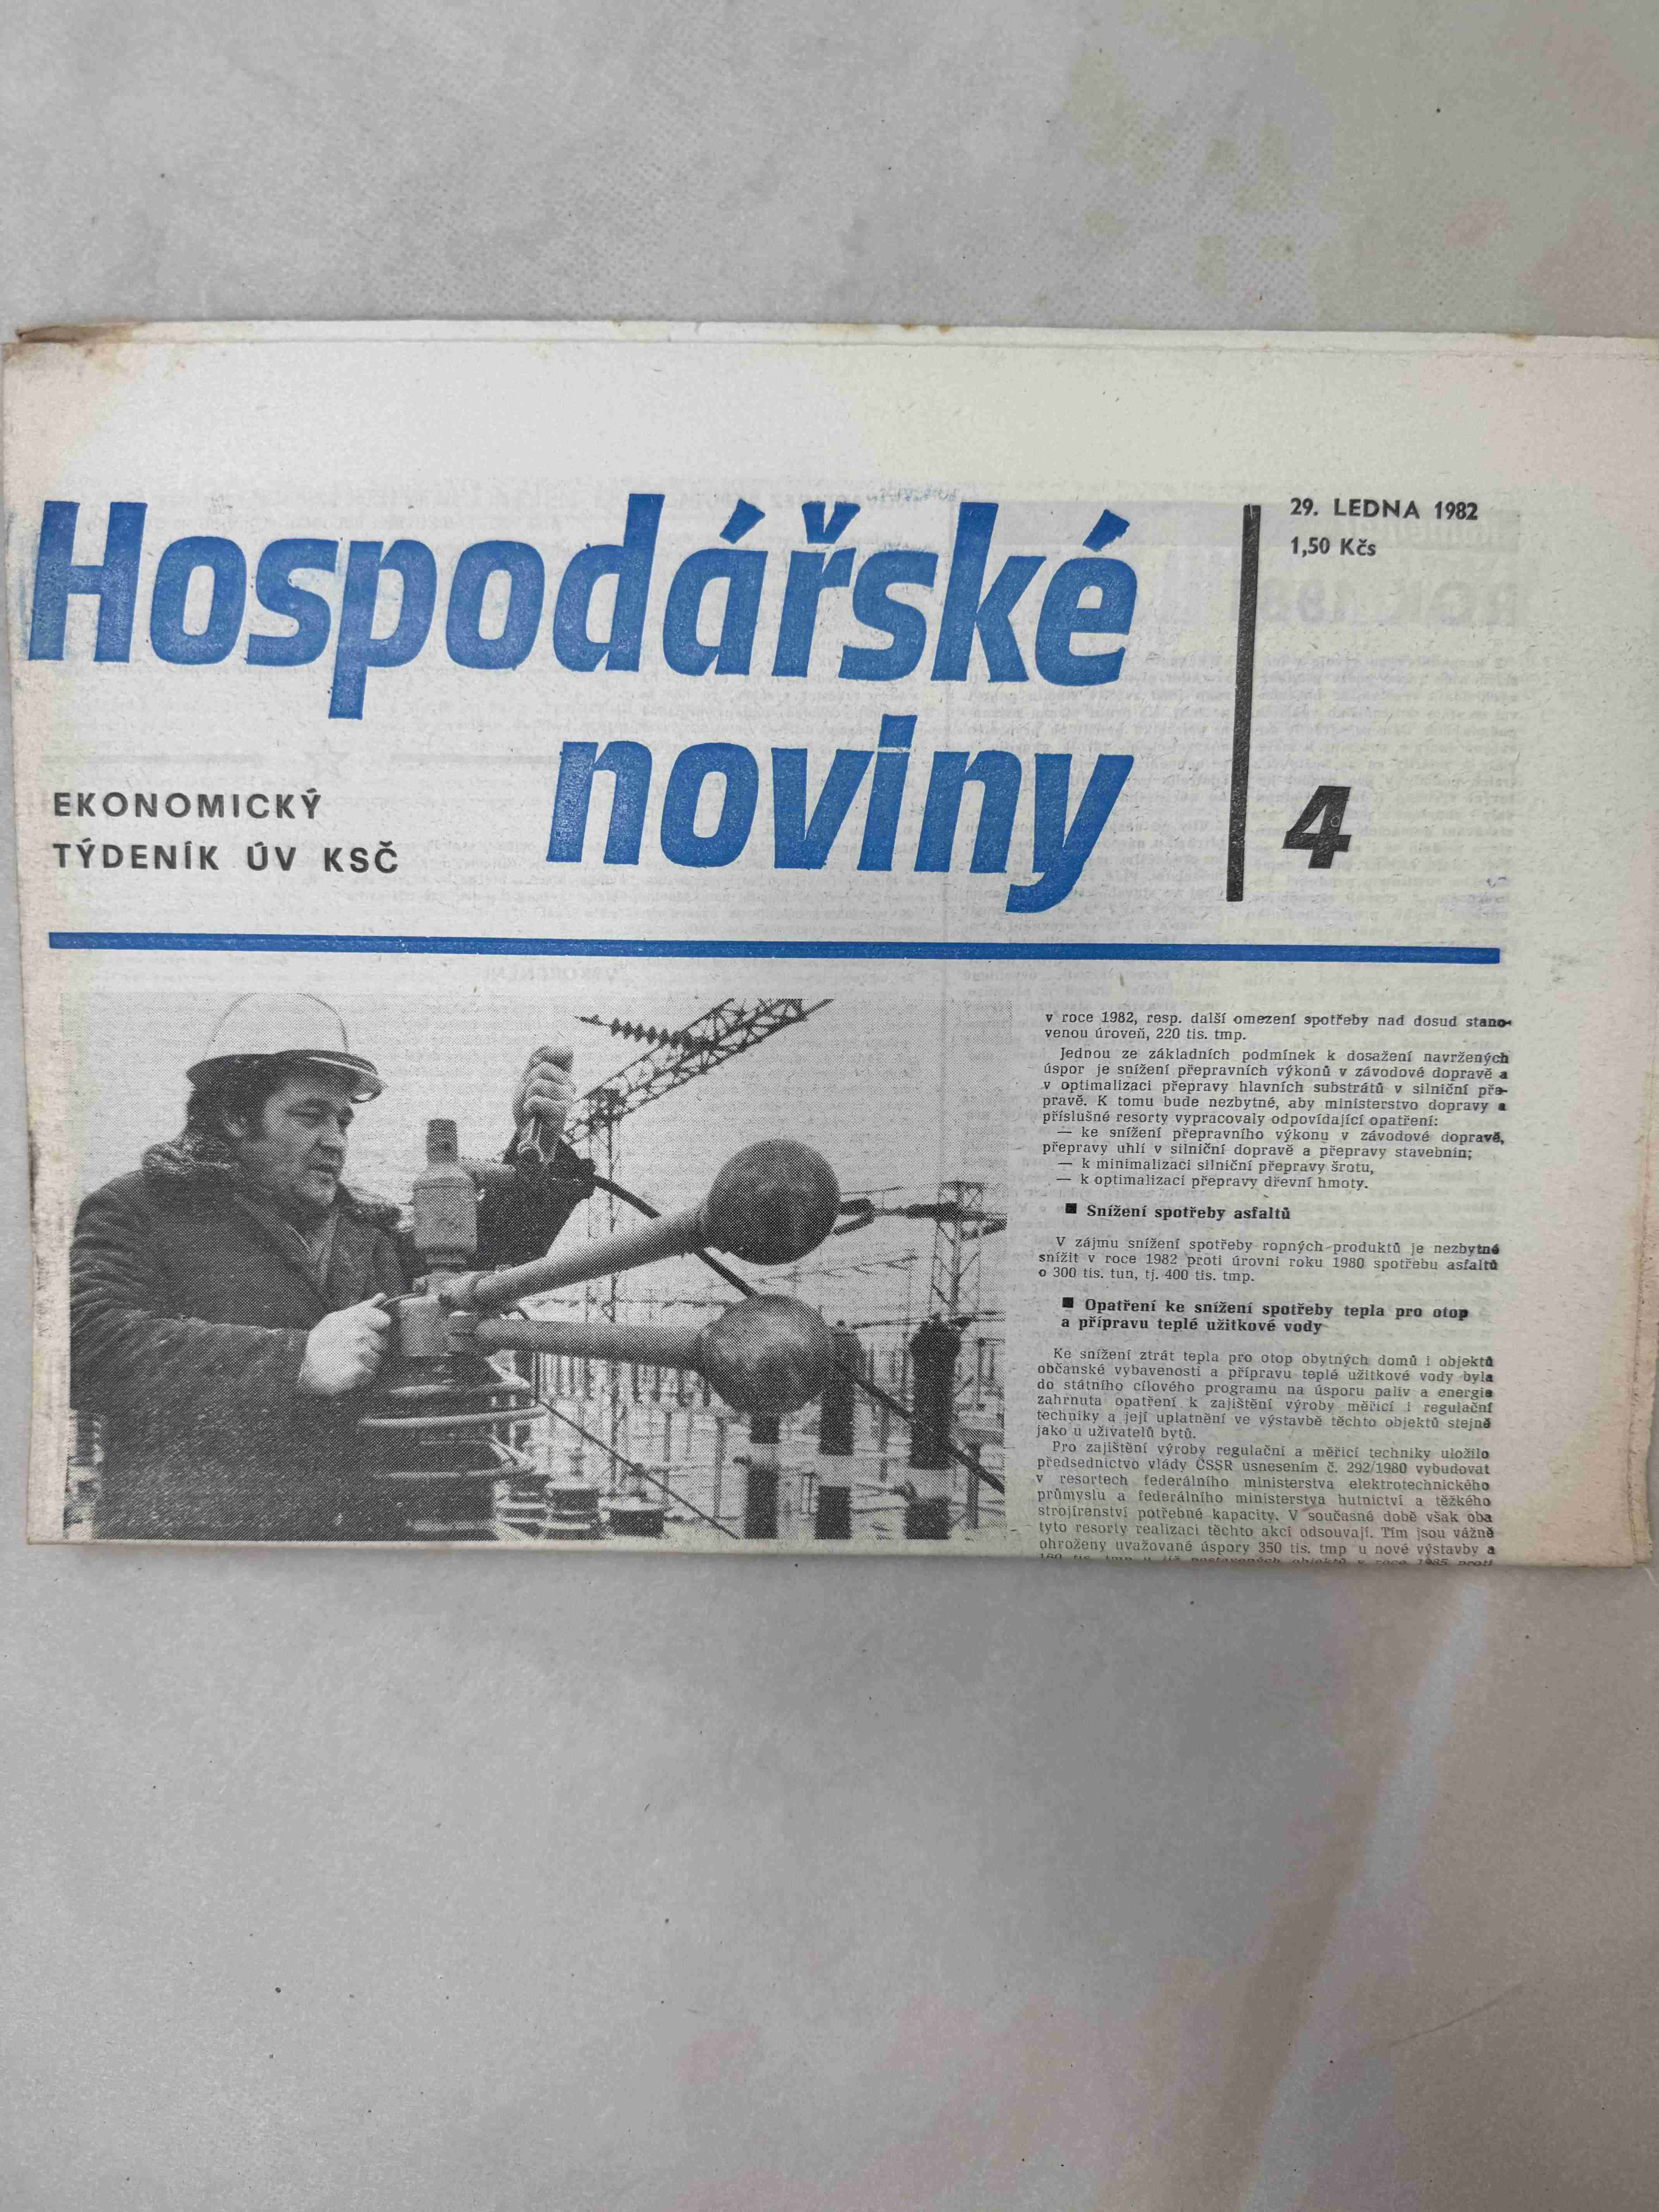 Hospodářské
noviny
EKONOMICKÝ
TÝDENÍK ÚV KSČ
29. LEDNA 1982
1,50 Kčs
4
v roce 1982, resp. další omezení spotřeby nad dosud stano-
venou úroveň, 220 tis. tmp.
Jednou ze základních podmínek k dosažení navržených
úspor je snížení přepravních výkonů v závodové dopravě a
v optimalizaci přepravy hlavních substrátů v silniční pře-
pravě. K tomu bude nezbytné, aby ministerstvo dopravy a
příslušné resorty vypracovaly odpovídající opatření:
— ke snížení přepravního výkonu v závodové dopravě,
přepravy uhlí v silniční dopravě a přepravy stavebnin;
— k minimalizaci silniční přepravy šrotu,
— k optimalizaci přepravy dřevní hmoty.
■ Snížení spotřeby asfaltů
V zájmu snížení spotřeby ropných produktů je nezbytné
snížit v roce 1982 proti úrovni roku 1980 spotřebu asfaltů
o 300 tis. tun, tj. 400 tis. tmp.
■ Opatření ke snížení spotřeby tepla pro otop
a přípravu teplé užitkové vody
Ke snížení ztrát tepla pro otop obytných domů i objektů
občanské vybavenosti a přípravu teplé užitkové vody byla
do státního cílového programu na úsporu paliv a energie
zahrnuta opatření k zajištění výroby měřicí i regulační
techniky a její uplatnění ve výstavbě těchto objektů stejně
jako u uživatelů bytů.
Pro zajištění výroby regulační a měřicí techniky uložilo
předsednictvo vlády ČSSR usnesením č. 292/1980 vybudovat
v resortech federálního ministerstva elektrotechnického
průmyslu a federálního ministerstva hutnictví a těžkého
strojírenství potřebné kapacity. V současné době však oba
tyto resorty realizaci těchto akcí odsouvají. Tím jsou vážně
ohroženy uvažované úspory 350 tis. tmp u nové výstavby a
160 tis. tmp u již postavených objektů v roce 1985 proti